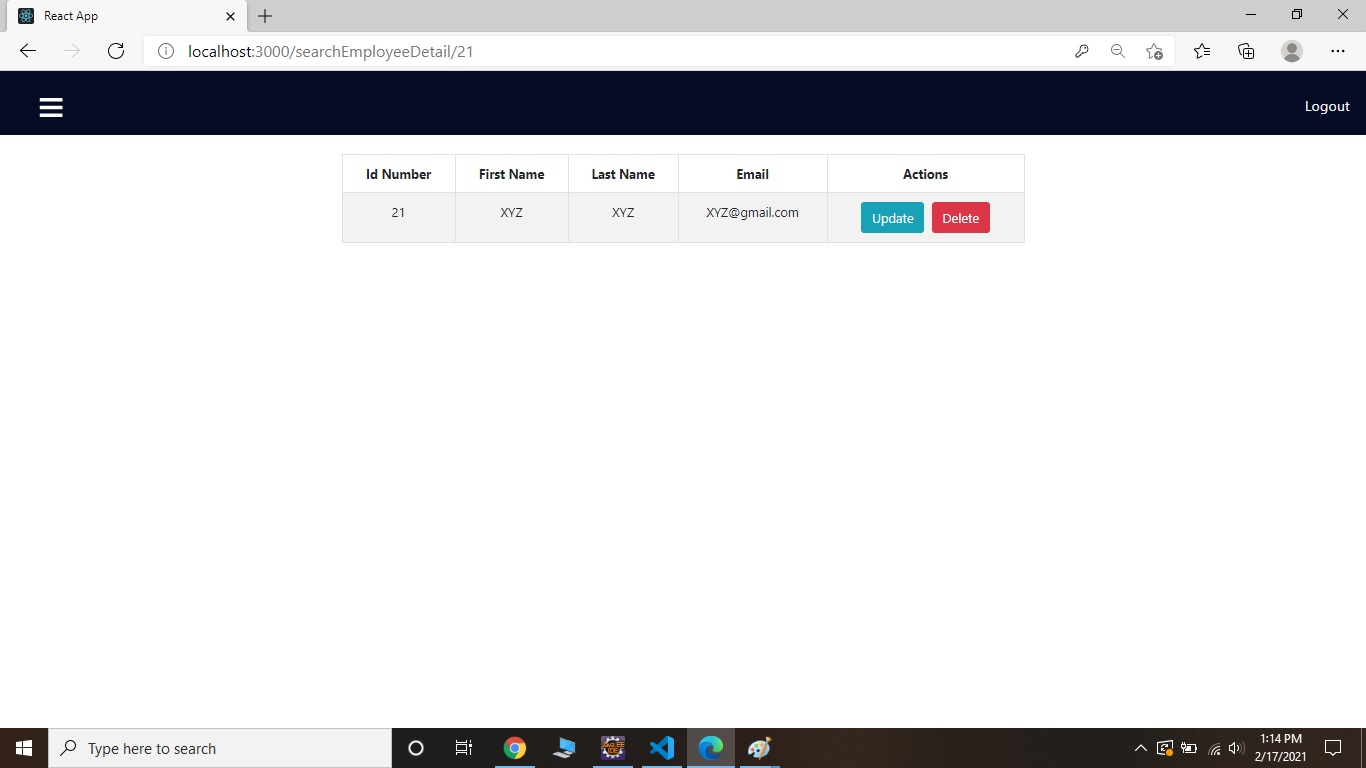 React App
localhost:3000/searchEmployeeDetail/21
Logout
Id Number First Name Last Name Email Actions
21 XYZ XYZ XYZ@gmail.com Update Delete
Type here to search
1:14 PM
2/17/2021